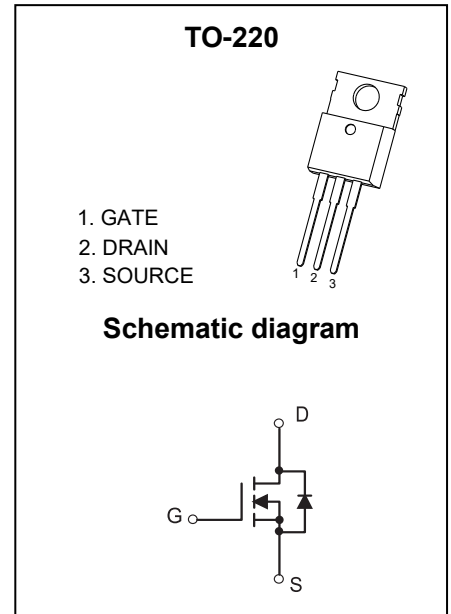 TO-220
1. GATE
2. DRAIN
3. SOURCE
1 2 3
Schematic diagram
D
G
S